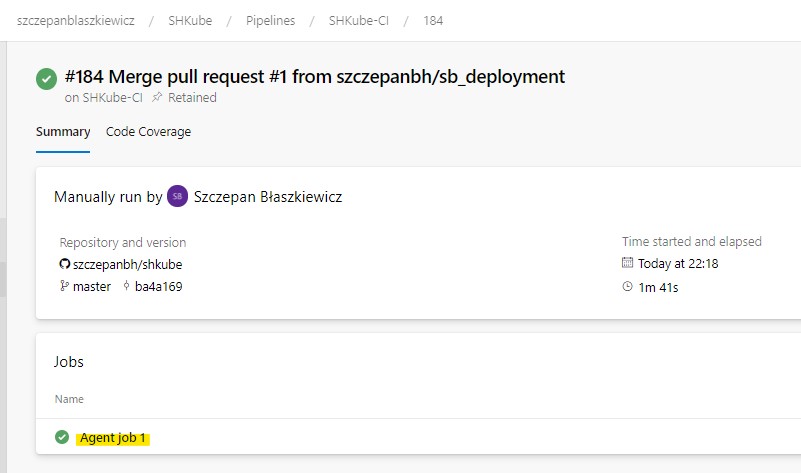 szczepanblaszkiewicz / SHKube / Pipelines / SHKube-CI / 184
#184 Merge pull request #1 from szczepanbh/sb_deployment
on SHKube-CI Retained
Summary Code Coverage
Manually run by SB Szczepan Błaszkiewicz
Repository and version
szczepanbh/shkube
master ba4a169
Time started and elapsed
Today at 22:18
1m 41s
Jobs
Name
Agent job 1